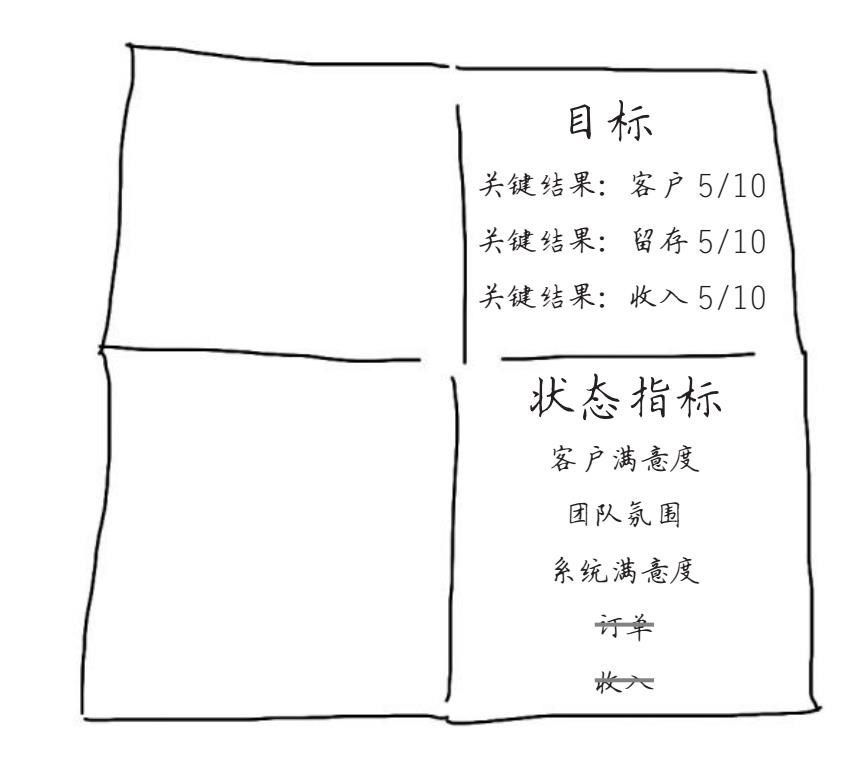 目标
关键结果：客户 5/10
关键结果：留存 5/10
关键结果：收入 5/10
状态指标
客户满意度
团队氛围
系统满意度
订单
收入